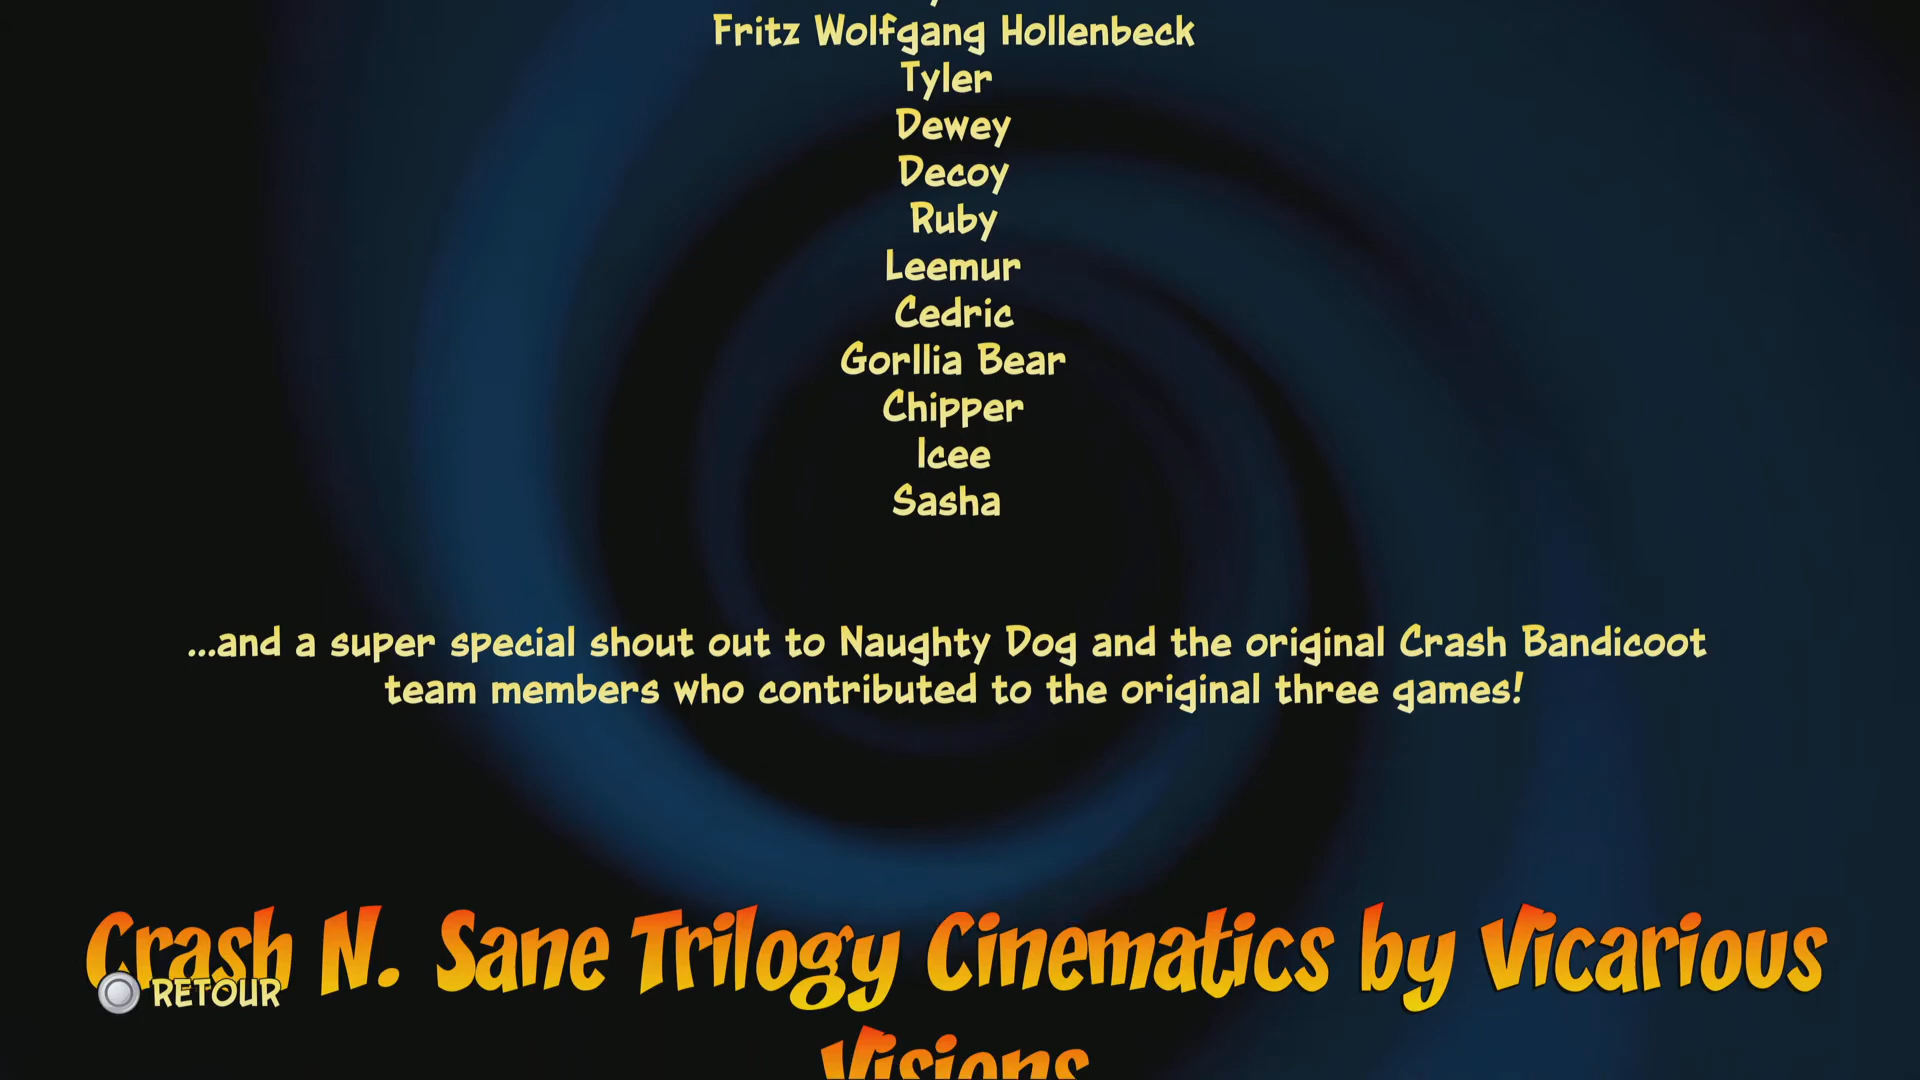 Fritz Wolfgang Hollenbeck
Tyler
Dewey
Decoy
Ruby
Leemur
Cedric
Gorllia Bear
Chipper
Icee
Sasha
...and a super special shout out to Naughty Dog and the original Crash Bandicoot
team members who contributed to the original three games!
Crash N. Sane Trilogy Cinematics by Vicarious
Visions
RETOUR